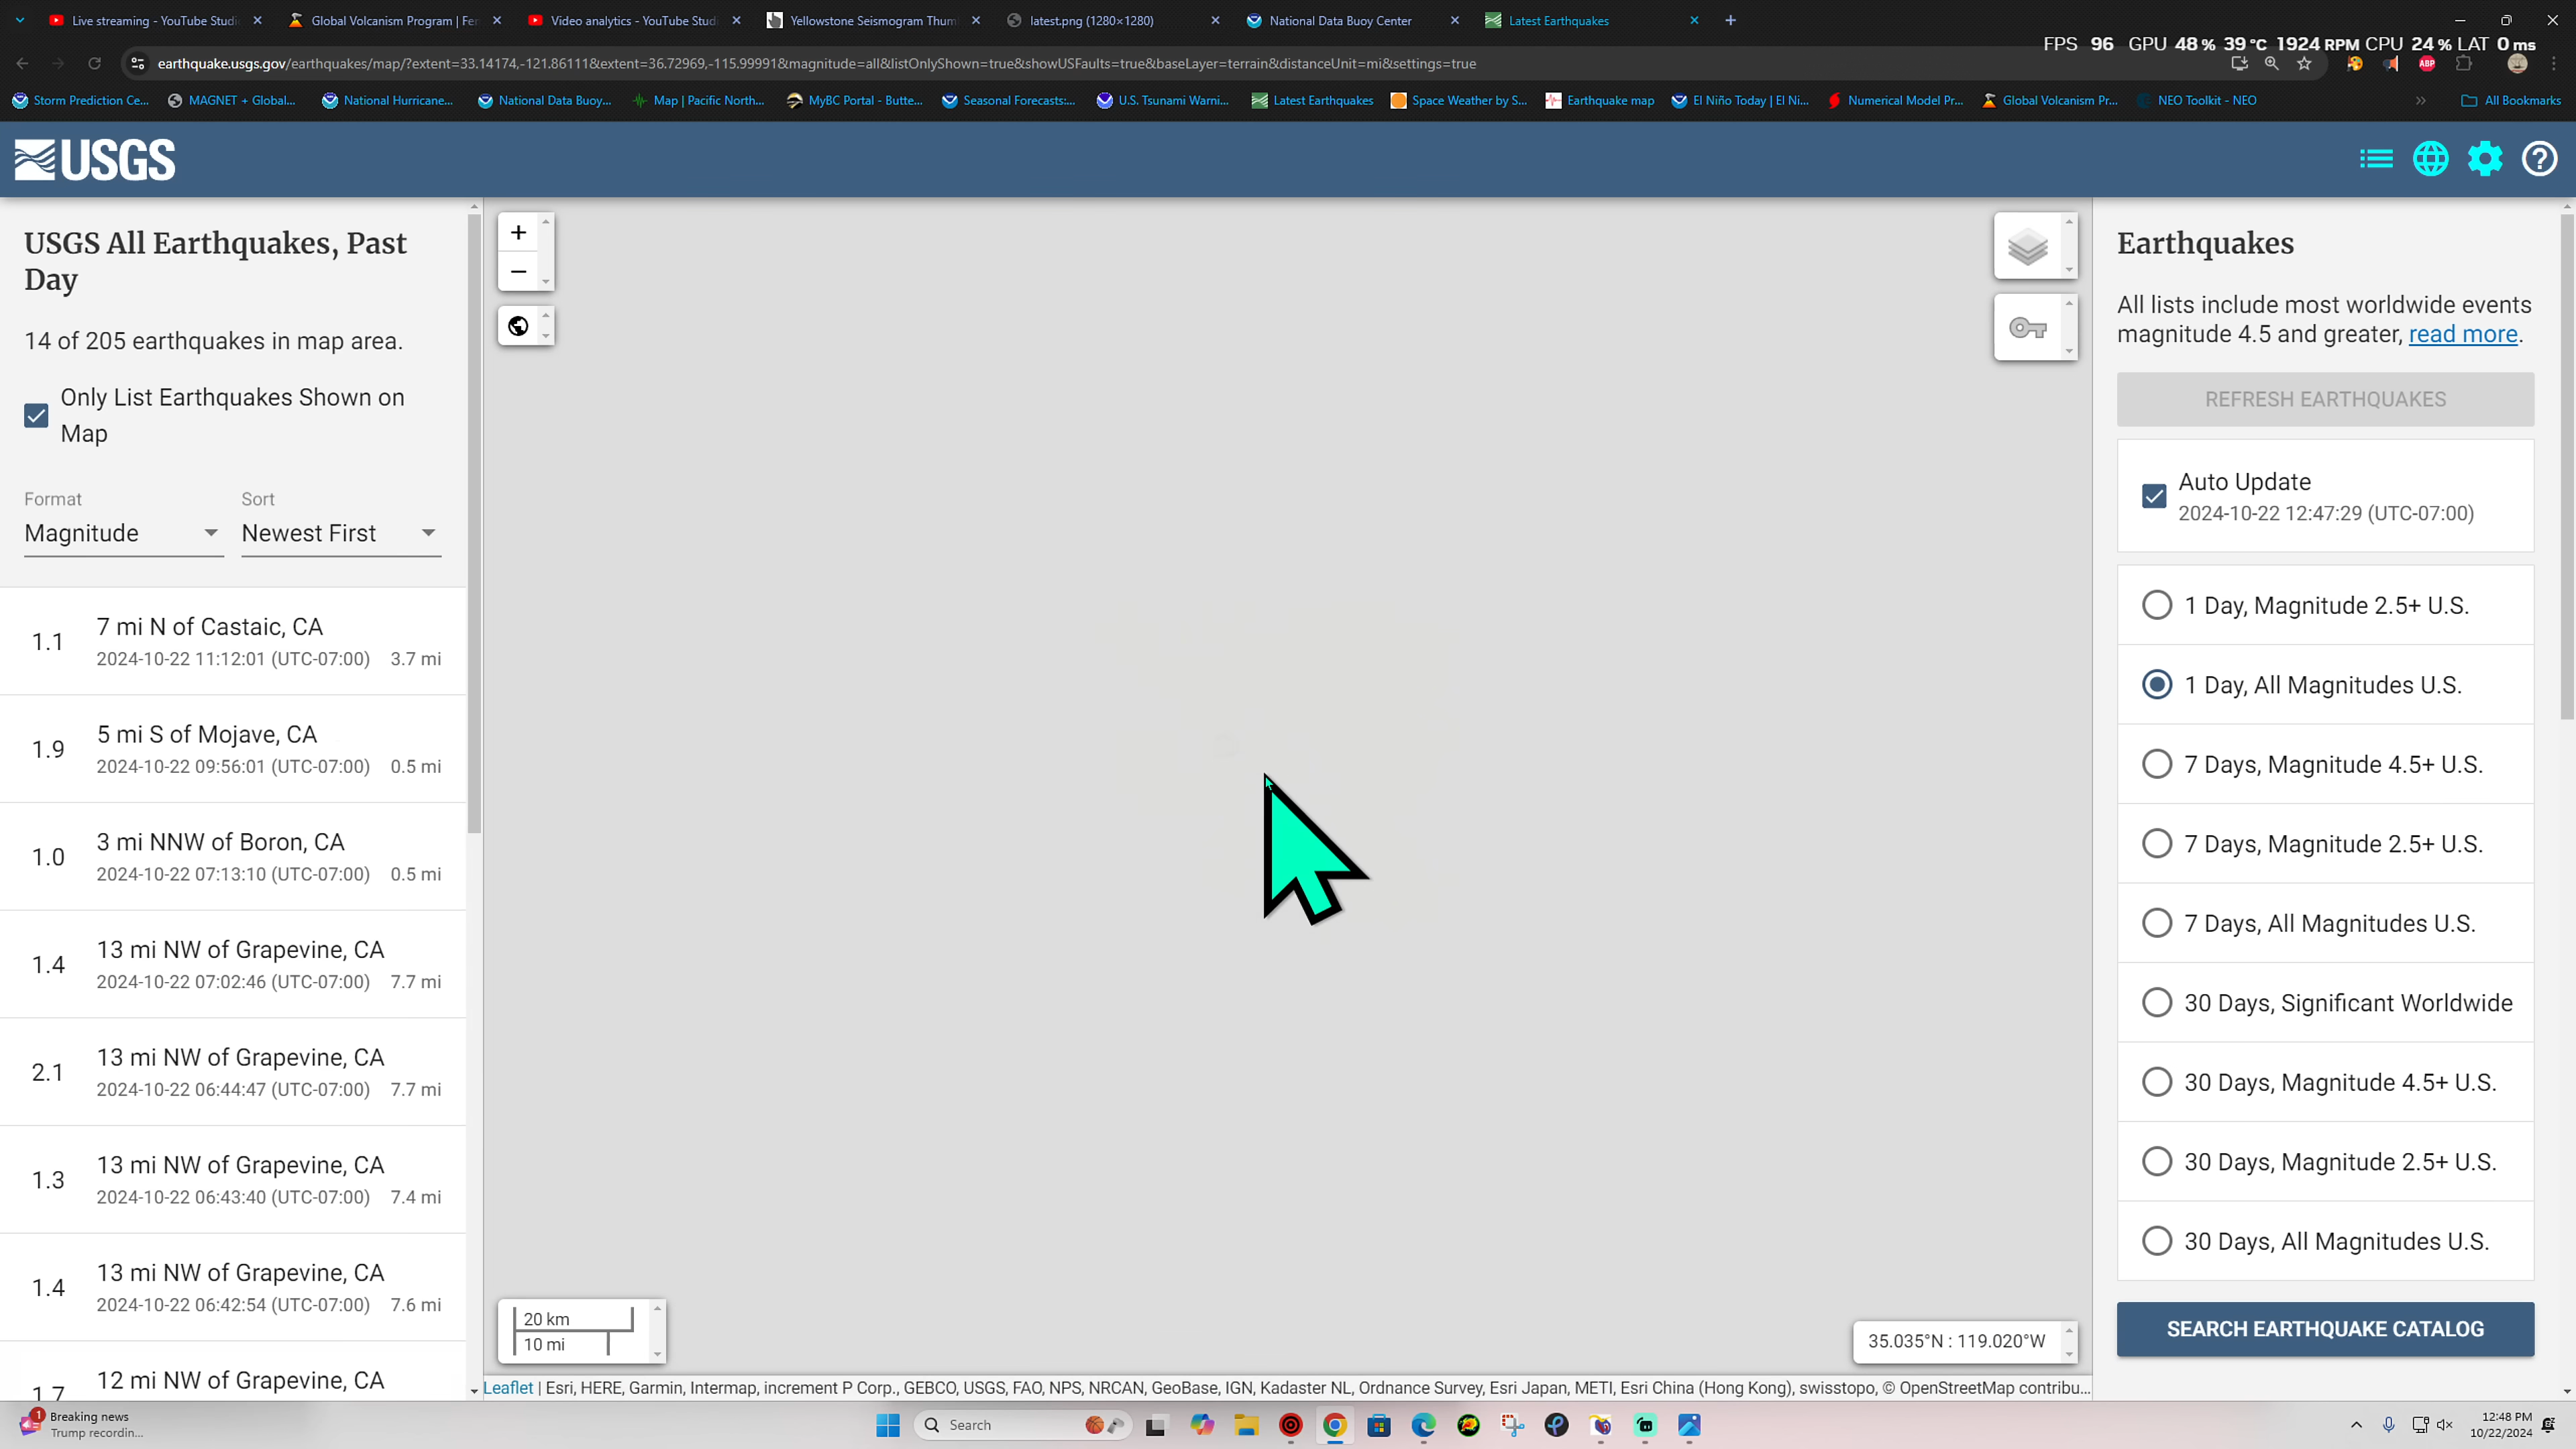 Live streaming - YouTube Studi
Global Volcanism Program | Fer
Video analytics - YouTube Studi
Yellowstone Seismogram Thum
latest.png (1280×1280)
National Data Buoy Center
Latest Earthquakes
FPS 96 GPU 48 % 39 °C 1924 RPM CPU 24 % LAT 0 ms
earthquake.usgs.gov/earthquakes/map/?extent=33.14174,-121.86111&extent=36.72969,-115.99991&magnitude=all&listOnlyShown=true&showUSFaults=true&baseLayer=terrain&distanceUnit=mi&settings=true
ABP
Storm Prediction Ce...
MAGNET + Global...
National Hurricane...
National Data Buoy...
Map | Pacific North...
MyBC Portal - Butte...
Seasonal Forecasts:...
U.S. Tsunami Warni...
Latest Earthquakes
Space Weather by S...
Earthquake map
El Niño Today | El Ni...
Numerical Model Pr...
Global Volcanism Pr...
NEO Toolkit - NEO
All Bookmarks
USGS
USGS All Earthquakes, Past
Day
14 of 205 earthquakes in map area.
Only List Earthquakes Shown on
Map
Format
Sort
Magnitude
Newest First
1.1
7 mi N of Castaic, CA
2024-10-22 11:12:01 (UTC-07:00) 3.7 mi
1.9
5 mi S of Mojave, CA
2024-10-22 09:56:01 (UTC-07:00) 0.5 mi
1.0
3 mi NNW of Boron, CA
2024-10-22 07:13:10 (UTC-07:00) 0.5 mi
1.4
13 mi NW of Grapevine, CA
2024-10-22 07:02:46 (UTC-07:00) 7.7 mi
2.1
13 mi NW of Grapevine, CA
2024-10-22 06:44:47 (UTC-07:00) 7.7 mi
1.3
13 mi NW of Grapevine, CA
2024-10-22 06:43:40 (UTC-07:00) 7.4 mi
1.4
13 mi NW of Grapevine, CA
2024-10-22 06:42:54 (UTC-07:00) 7.6 mi
1.7
12 mi NW of Grapevine, CA
+
−
20 km
10 mi
35.035°N : 119.020°W
Leaflet | Esri, HERE, Garmin, Intermap, increment P Corp., GEBCO, USGS, FAO, NPS, NRCAN, GeoBase, IGN, Kadaster NL, Ordnance Survey, Esri Japan, METI, Esri China (Hong Kong), swisstopo, © OpenStreetMap contribu...
Earthquakes
All lists include most worldwide events
magnitude 4.5 and greater, read more.
REFRESH EARTHQUAKES
Auto Update
2024-10-22 12:47:29 (UTC-07:00)
1 Day, Magnitude 2.5+ U.S.
1 Day, All Magnitudes U.S.
7 Days, Magnitude 4.5+ U.S.
7 Days, Magnitude 2.5+ U.S.
7 Days, All Magnitudes U.S.
30 Days, Significant Worldwide
30 Days, Magnitude 4.5+ U.S.
30 Days, Magnitude 2.5+ U.S.
30 Days, All Magnitudes U.S.
SEARCH EARTHQUAKE CATALOG
1
Breaking news
Trump recordin...
Search
12:48 PM
10/22/2024